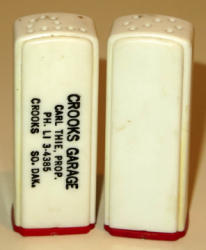 CROOKS GARAGE
CARL THIE, PROP.
PH. LI 3-4385
CROOKS SO. DAK.